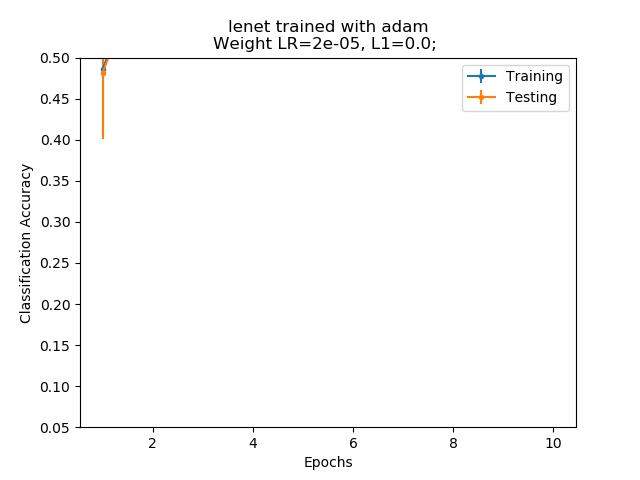 lenet trained with adam
Weight LR=2e-05, L1=0.0;
Training
Testing
Classification Accuracy
0.50
0.45
0.40
0.35
0.30
0.25
0.20
0.15
0.10
0.05
2 4 6 8 10
Epochs